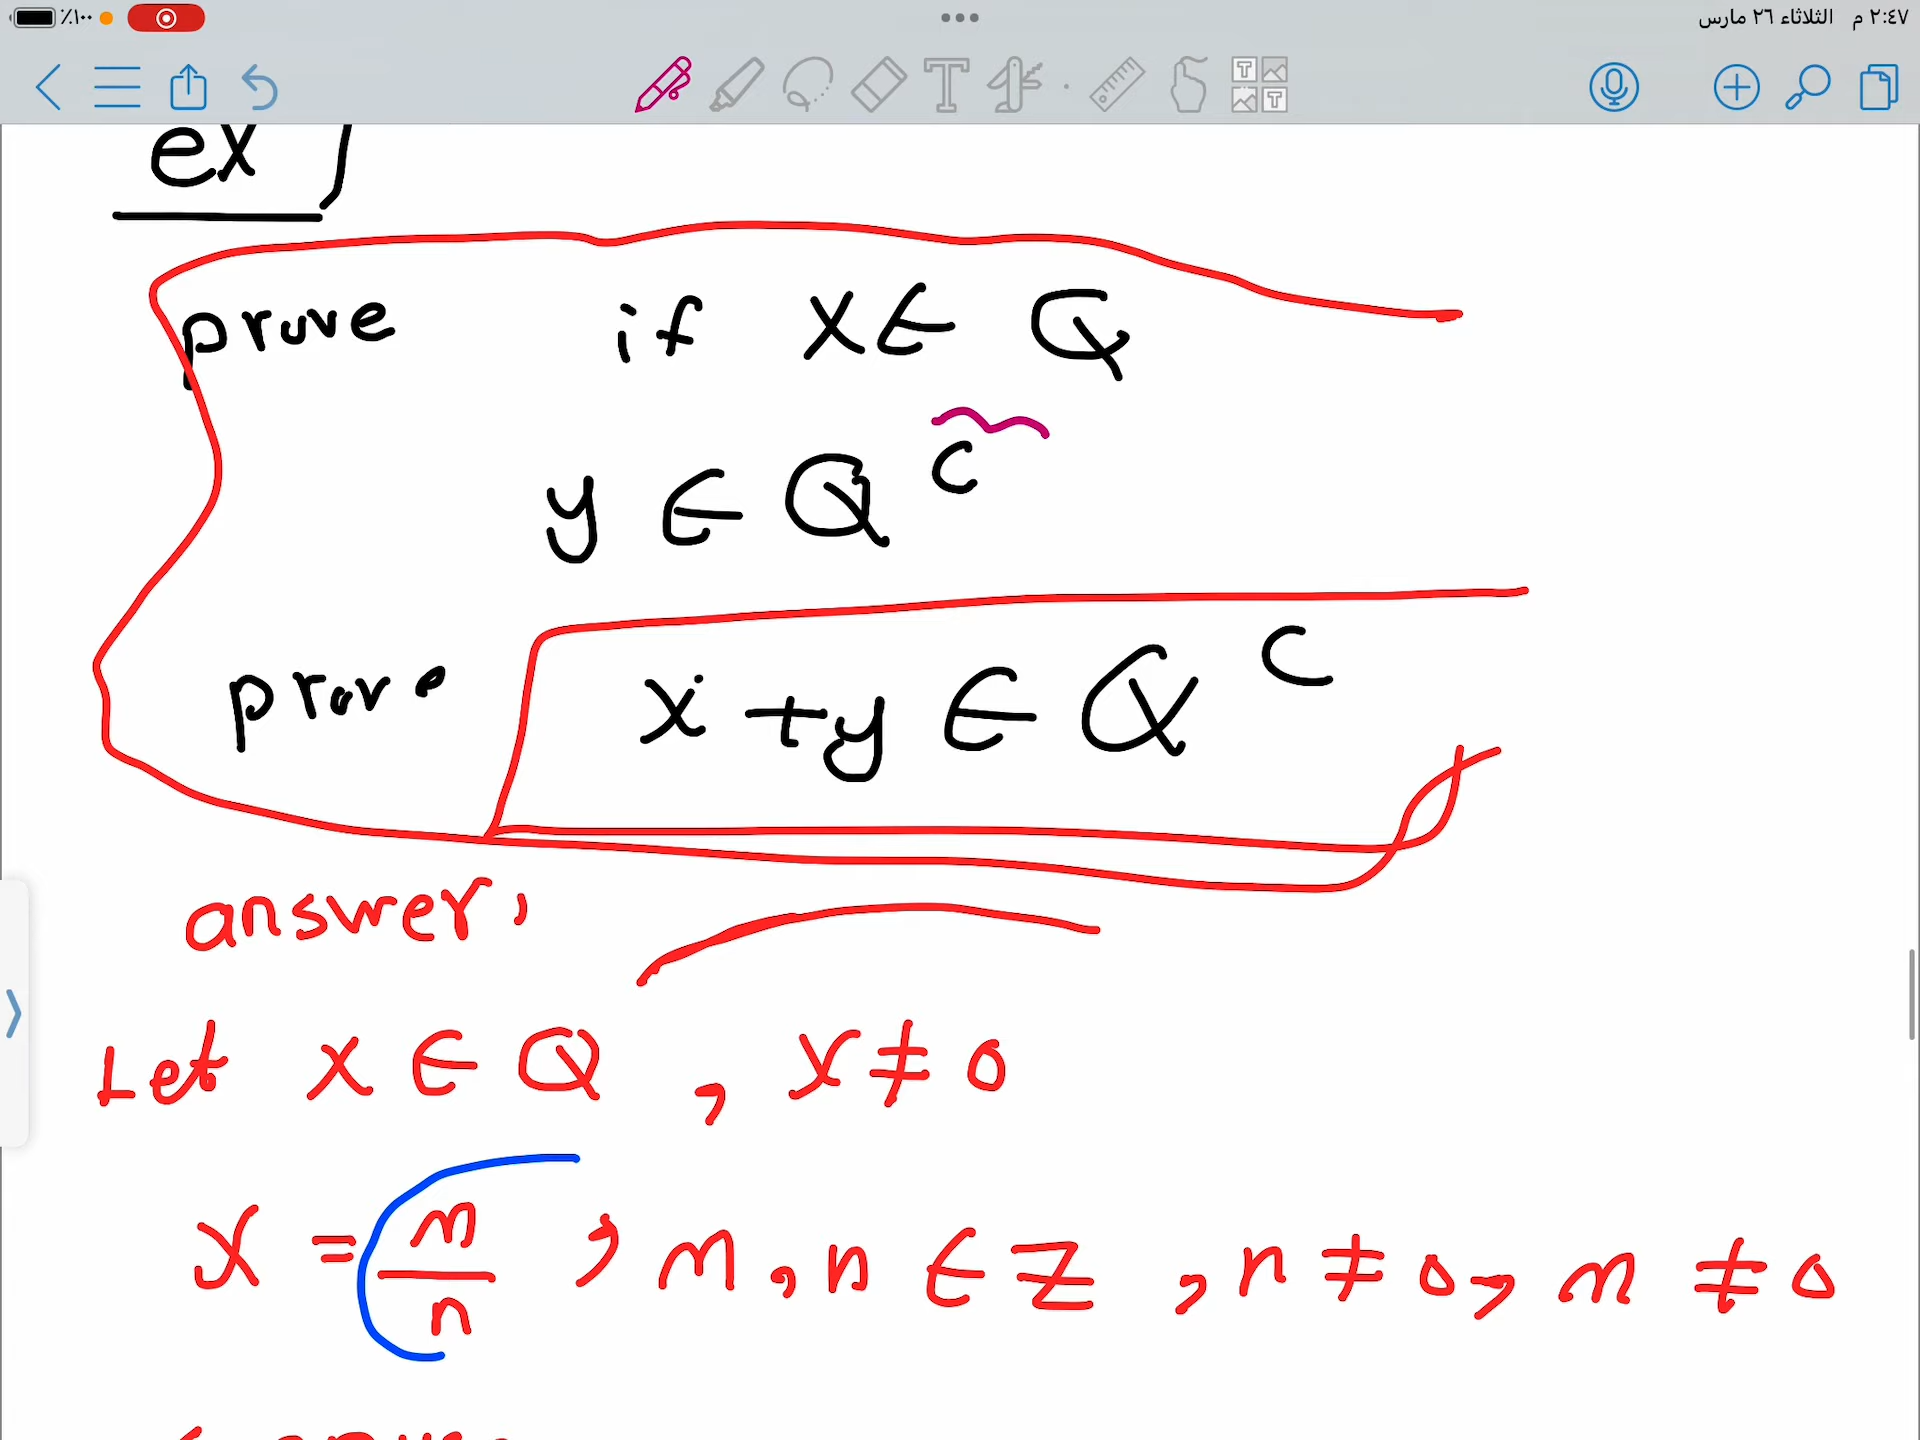 ٪١٠٠
٢:٤٧ م الثلاثاء ٢٦ مارس
ex)
prove if x ∈ Q
y ∈ Q^c
prove x + y ∈ Q^c
answer,
Let x ∈ Q , x ≠ 0
x = m/n , m , n ∈ Z , n ≠ 0 , m ≠ 0